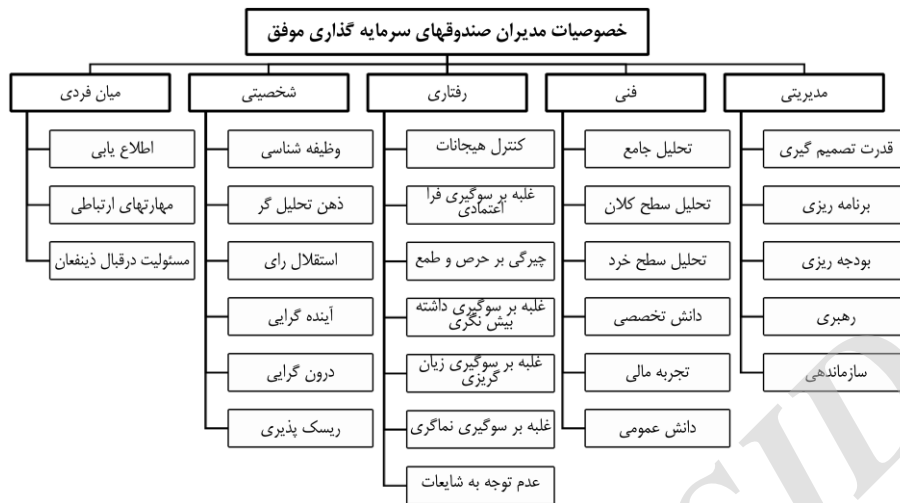 خصوصیات مدیران صندوقهای سرمایه گذاری موفق
مدیریتی
قدرت تصمیم گیری
برنامه ریزی
بودجه ریزی
رهبری
سازماندهی
فنی
تحلیل جامع
تحلیل سطح کلان
تحلیل سطح خرد
دانش تخصصی
تجربه مالی
دانش عمومی
رفتاری
کنترل هیجانات
غلبه بر سوگیری فرا
اعتمادی
چیرگی بر حرص و طمع
غلبه بر سوگیری داشته
بیش نگری
غلبه بر سوگیری زیان
گریزی
غلبه بر سوگیری نماگری
عدم توجه به شایعات
شخصیتی
وظیفه شناسی
ذهن تحلیل گر
استقلال رای
آینده گرایی
درون گرایی
ریسک پذیری
میان فردی
اطلاع یابی
مهارتهای ارتباطی
مسئولیت درقبال ذینفعان
SID